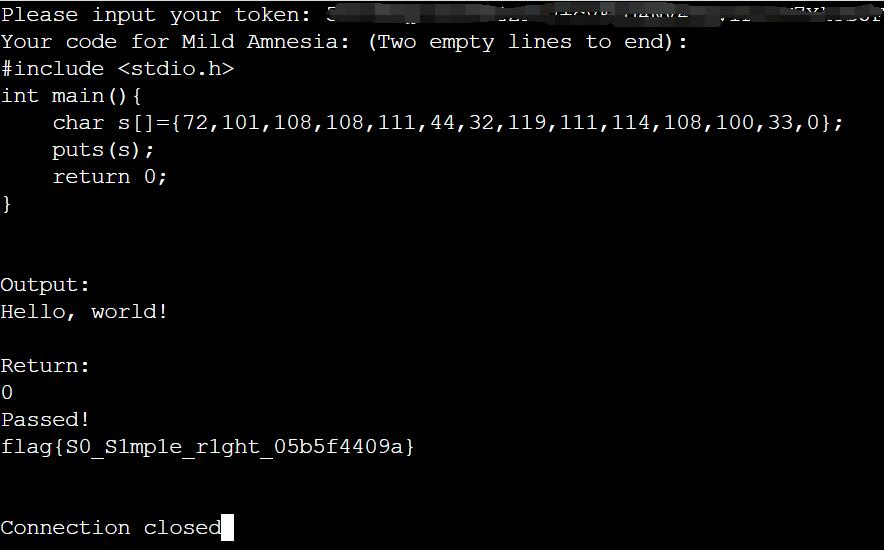 Please input your token:
Your code for Mild Amnesia: (Two empty lines to end):
#include <stdio.h>
int main(){
    char s[]={72,101,108,108,111,44,32,119,111,114,108,100,33,0};
    puts(s);
    return 0;
}
Output:
Hello, world!
Return:
0
Passed!
flag{S0_S1mp1e_r1ght_05b5f4409a}
Connection closed